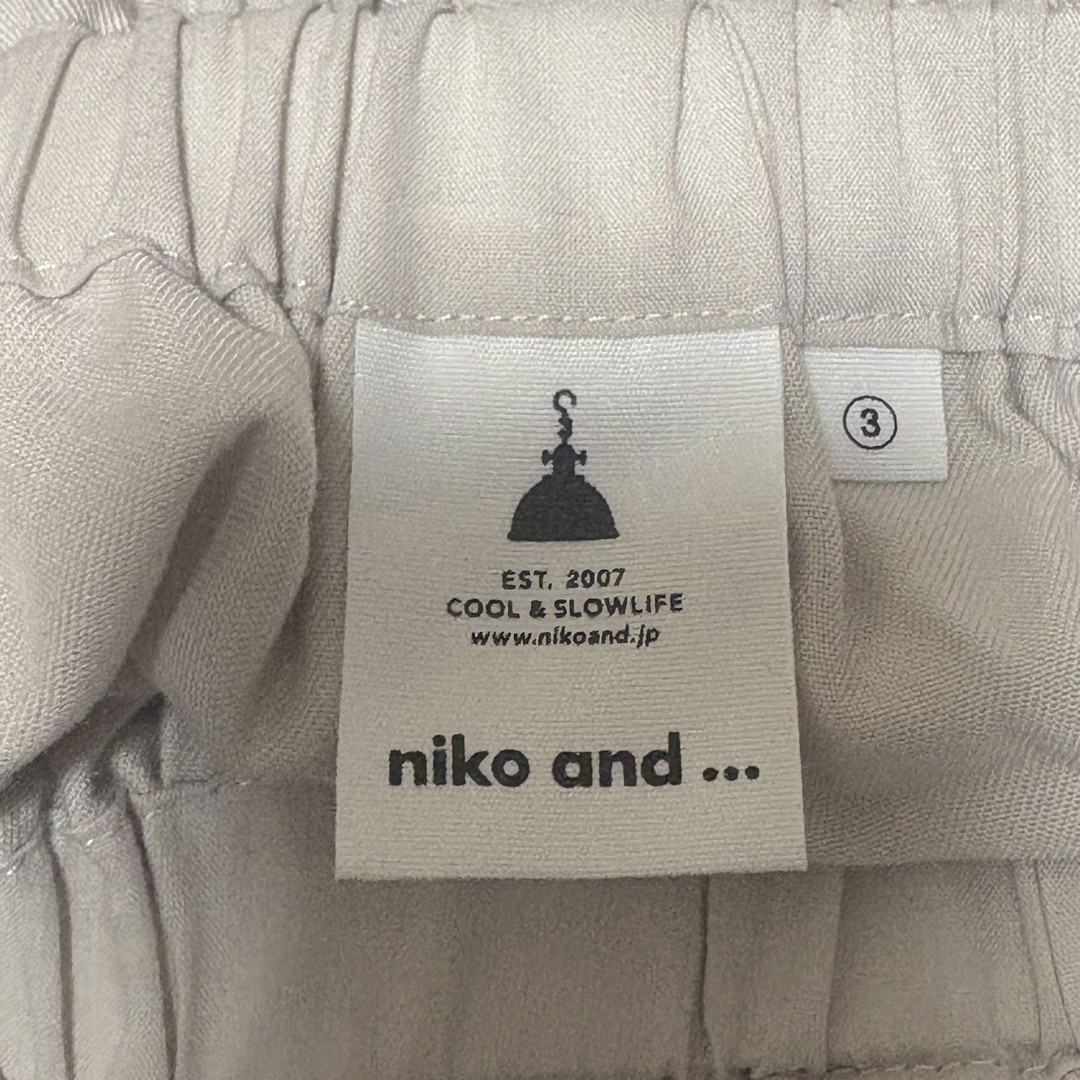 ③
EST. 2007
COOL & SLOWLIFE
www.nikoand.jp
niko and ...